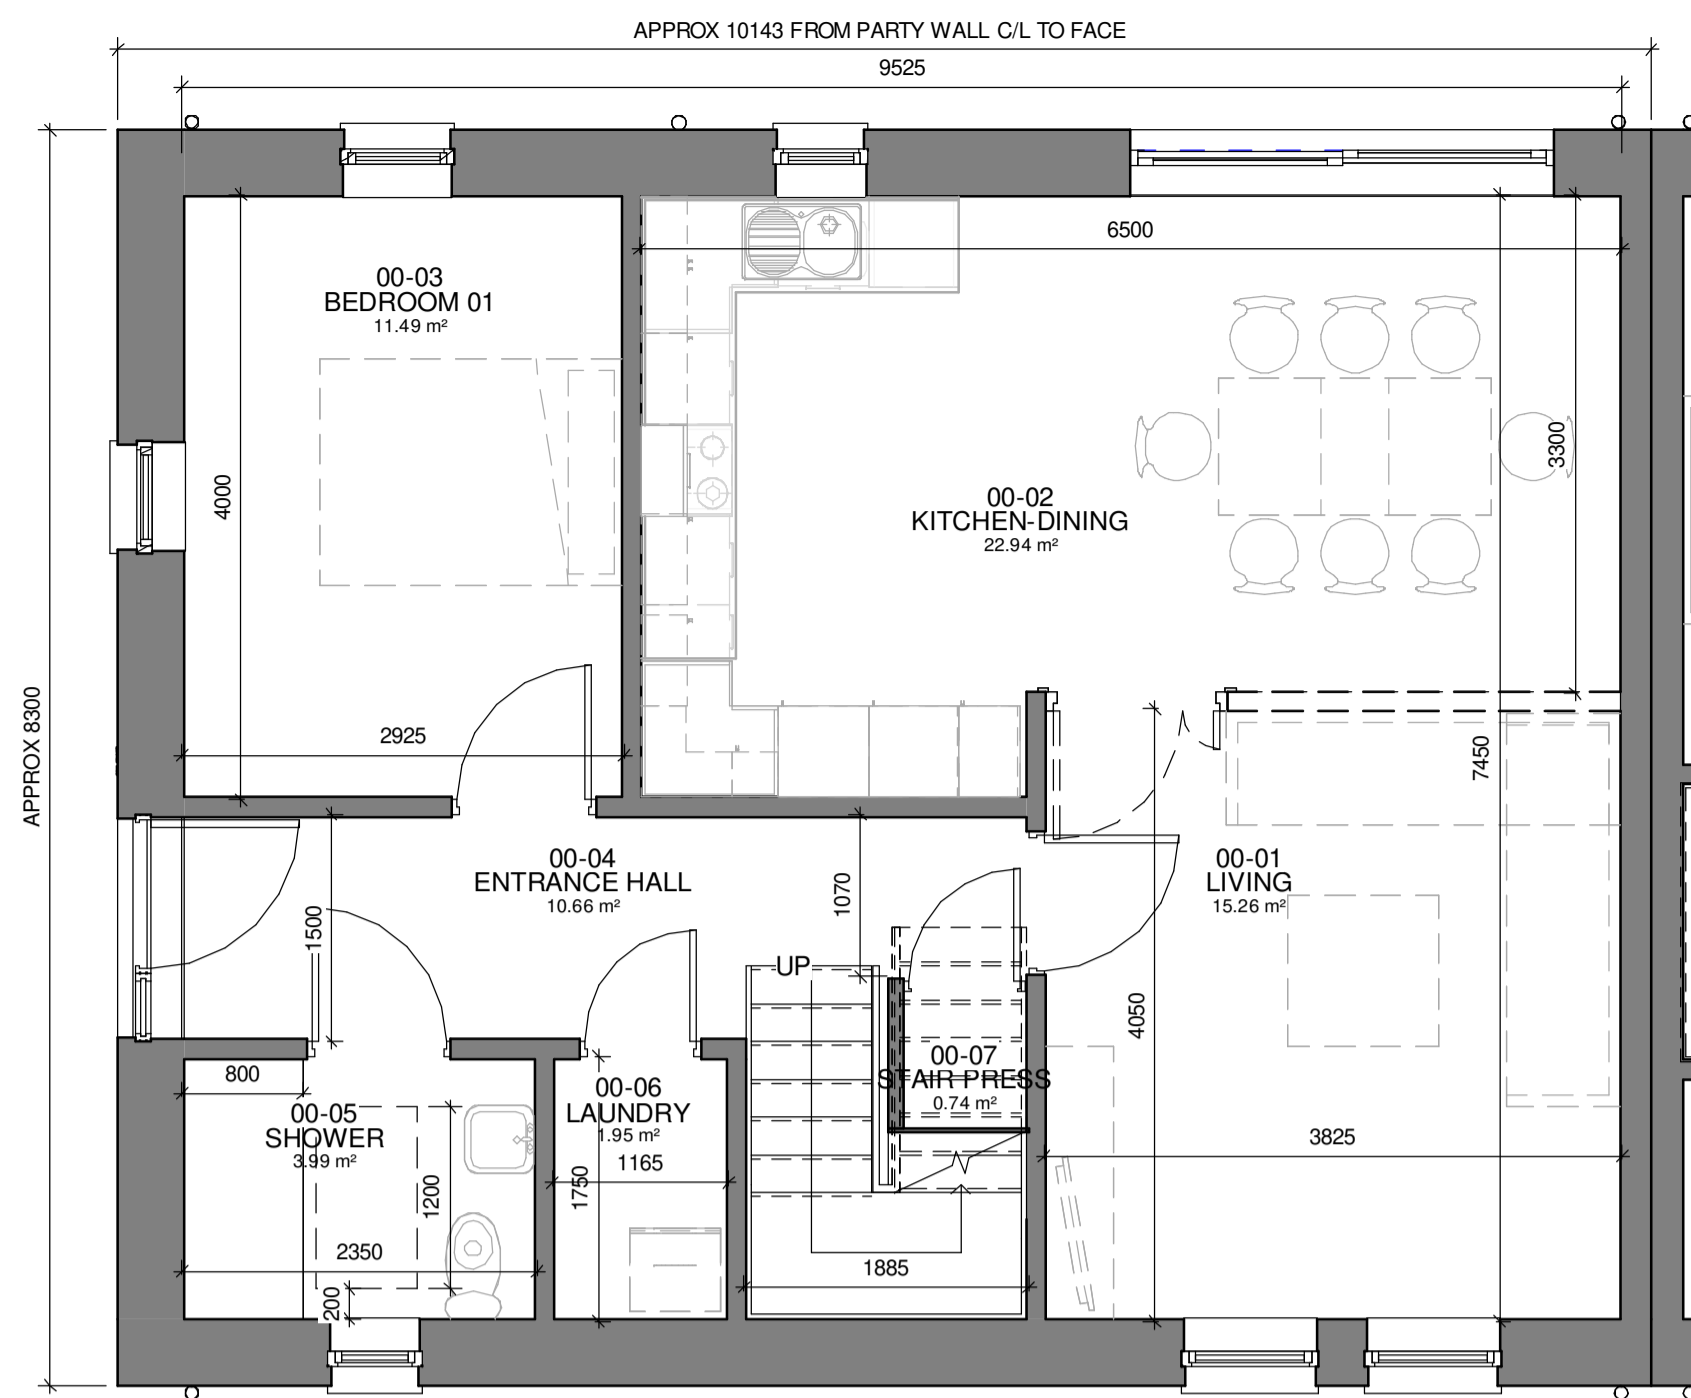 APPROX 10143 FROM PARTY WALL C/L TO FACE
9525
6500
00-03
BEDROOM 01
11.49 m²
4000
3300
00-02
KITCHEN-DINING
22.94 m²
APPROX 8300
2925
7450
00-04
ENTRANCE HALL
10.66 m²
1500
1070
00-01
LIVING
15.26 m²
UP
4050
800
00-05
SHOWER
3.99 m²
00-06
LAUNDRY
1.95 m²
00-07
STAIR PRESS
0.74 m²
1200
1750
1165
3825
2350
1885
200